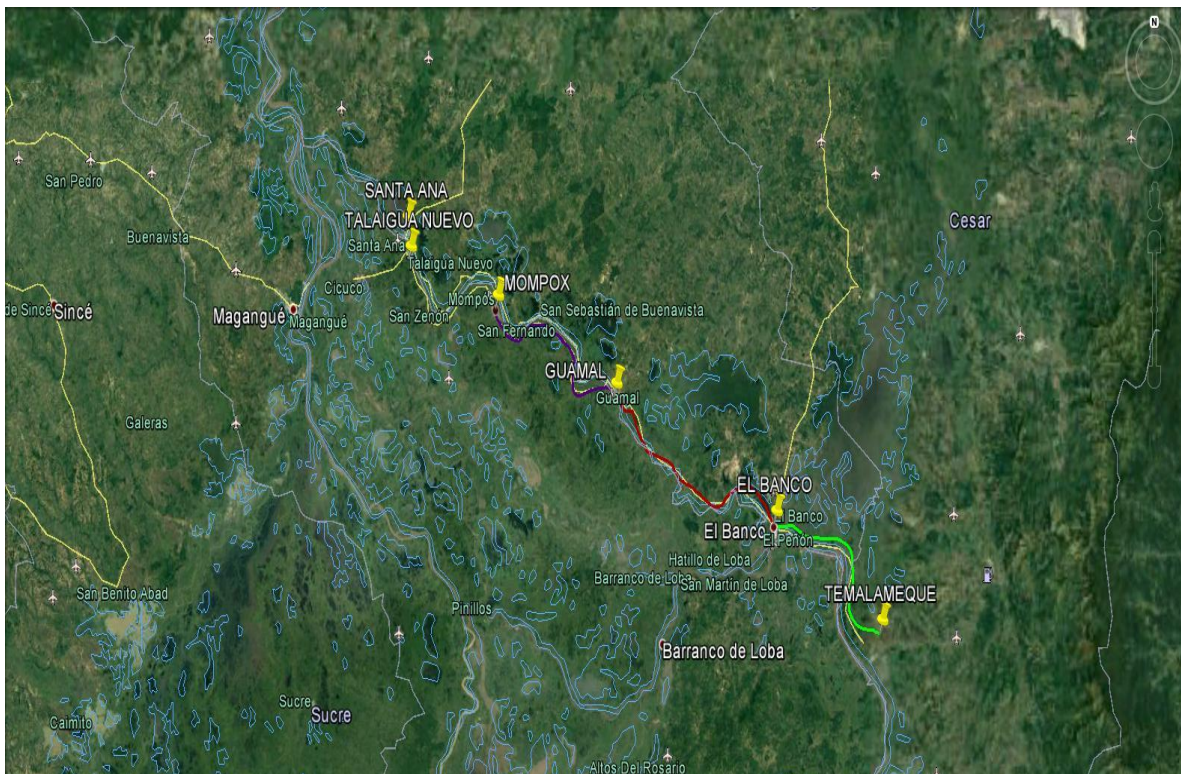 N
San Pedro
SANTA ANA
TALAIGUA NUEVO
Cesar
Buenavista
Santa Ana
Talaigua Nuevo
Cicuco
MOMPOX
Mompós
de Sincé
Sincé
Magangué
Magangué
San Zenón
San Sebastián de Buenavista
San Fernando
GUAMAL
Guamal
Galeras
EL BANCO
El Banco
El Banco
El Peñón
Hatillo de Loba
Barranco de Loba
San Martín de Loba
San Benito Abad
TEMALAMEQUE
Pinillos
Barranco de Loba
Sucre
Sucre
Caimito
Altos Del Rosario